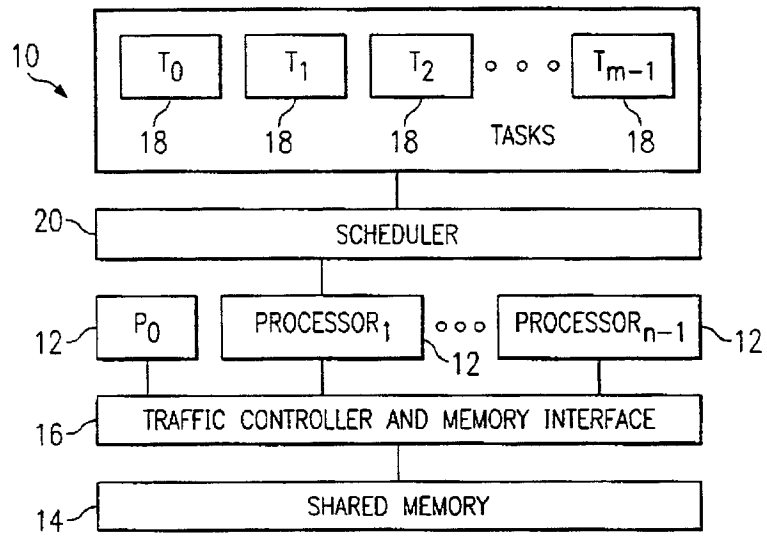 10
T0 T1 T2 Tm-1
18 18 18 18
TASKS
20 SCHEDULER
12 P0 PROCESSOR1 12 PROCESSORn-1 12
16 TRAFFIC CONTROLLER AND MEMORY INTERFACE
14 SHARED MEMORY